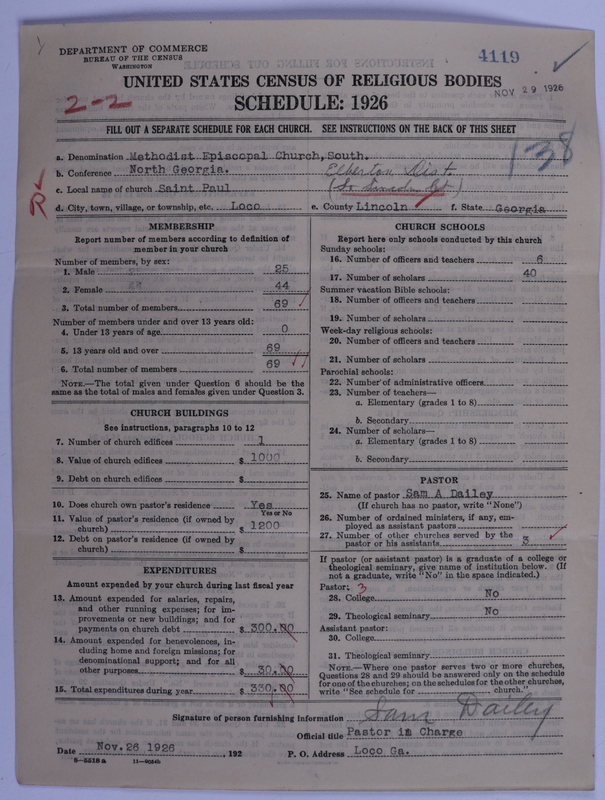 DEPARTMENT OF COMMERCE
BUREAU OF THE CENSUS
WASHINGTON
4119
UNITED STATES CENSUS OF RELIGIOUS BODIES
NOV 29 1926
2-2
SCHEDULE: 1926
FILL OUT A SEPARATE SCHEDULE FOR EACH CHURCH. SEE INSTRUCTIONS ON THE BACK OF THIS SHEET
138
a. Denomination Methodist Episcopal Church, South.
b. Conference North Georgia. Elberton Dist.
c. Local name of church Saint Paul (So. Lincoln Cct.)
R
d. City, town, village, or township, etc. Loco e. County Lincoln f. State Georgia
MEMBERSHIP
Report number of members according to definition of
member in your church
Number of members, by sex:
1. Male 25
2. Female 44
3. Total number of members 69
Number of members under and over 13 years old:
4. Under 13 years of age 0
5. 13 years old and over 69
6. Total number of members 69
NOTE.—The total given under Question 6 should be the
same as the total of males and females given under Question 3.
CHURCH BUILDINGS
See instructions, paragraphs 10 to 12
7. Number of church edifices 1
8. Value of church edifices $ 1000
9. Debt on church edifices $
10. Does church own pastor's residence Yes
Yes or No
11. Value of pastor's residence (if owned by
church) $ 1200
12. Debt on pastor's residence (if owned by
church) $
EXPENDITURES
Amount expended by your church during last fiscal year
13. Amount expended for salaries, repairs,
and other running expenses; for im-
provements or new buildings; and for
payments on church debt $ 300.00
14. Amount expended for benevolences, in-
cluding home and foreign missions; for
denominational support; and for all
other purposes $ 30.00
15. Total expenditures during year $ 330.00
CHURCH SCHOOLS
Report here only schools conducted by this church
Sunday schools:
16. Number of officers and teachers 6
17. Number of scholars 40
Summer vacation Bible schools:
18. Number of officers and teachers
19. Number of scholars
Week-day religious schools:
20. Number of officers and teachers
21. Number of scholars
Parochial schools:
22. Number of administrative officers
23. Number of teachers—
a. Elementary (grades 1 to 8)
b. Secondary
24. Number of scholars—
a. Elementary (grades 1 to 8)
b. Secondary
PASTOR
25. Name of pastor Sam A Dailey
(If church has no pastor, write "None")
26. Number of ordained ministers, if any, em-
ployed as assistant pastors
27. Number of other churches served by the
pastor or his assistants 3
If pastor (or assistant pastor) is a graduate of a college or
theological seminary, give name of institution below. (If
not a graduate, write "No" in the space indicated.)
Pastor: 3
28. College No
29. Theological seminary No
Assistant pastor:
30. College
31. Theological seminary
NOTE.—Where one pastor serves two or more churches,
Questions 28 and 29 should be answered only on the schedule
for one of the churches; on the schedules for the other churches,
write "See schedule for church."
Signature of person furnishing information Sam Dailey
Official title Pastor in Charge
Date Nov. 26 1926, 192 P. O. Address Loco Ga.
8-5518 a 11-9034b